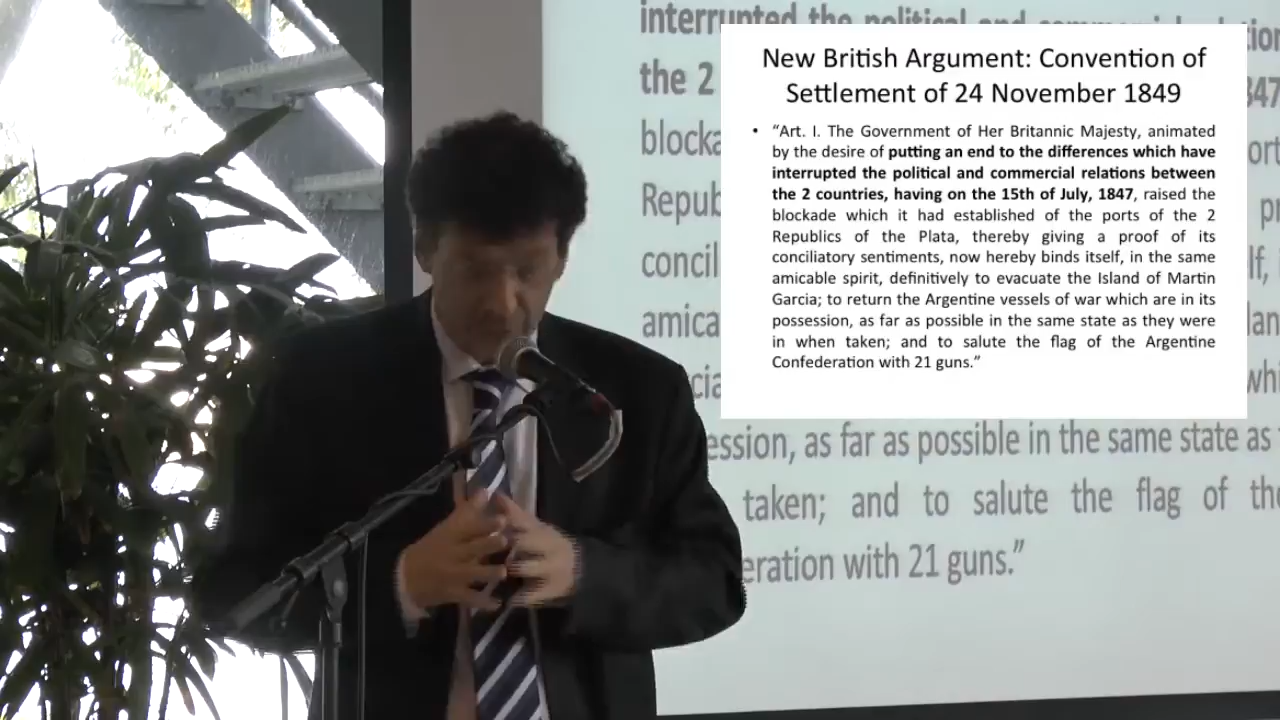 interrupted the political and commercial
the 2
847
blocka
ort
Repub
concil
amica
ession, as far as possible in the same state as
taken; and to salute the flag of the
eration with 21 guns.”
New British Argument: Convention of
Settlement of 24 November 1849
• “Art. I. The Government of Her Britannic Majesty, animated
by the desire of putting an end to the differences which have
interrupted the political and commercial relations between
the 2 countries, having on the 15th of July, 1847, raised the
blockade which it had established of the ports of the 2
Republics of the Plata, thereby giving a proof of its
conciliatory sentiments, now hereby binds itself, in the same
amicable spirit, definitively to evacuate the Island of Martin
Garcia; to return the Argentine vessels of war which are in its
possession, as far as possible in the same state as they were
in when taken; and to salute the flag of the Argentine
Confederation with 21 guns.”